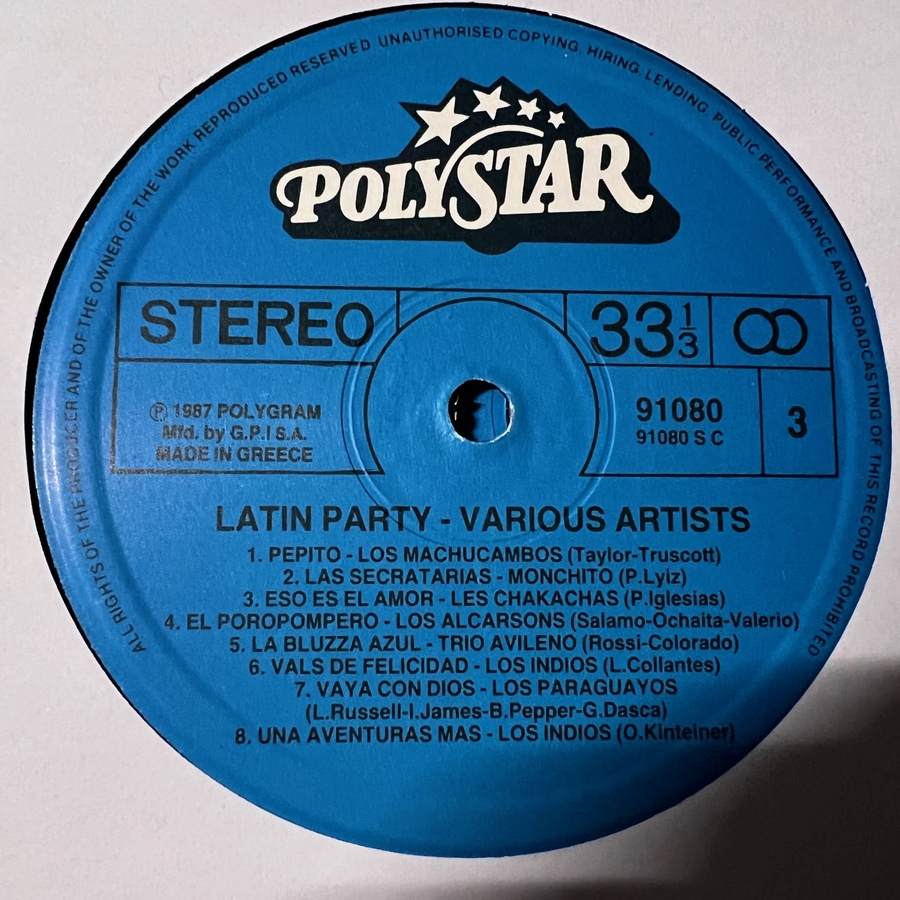 ALL RIGHTS OF THE PRODUCER AND OF THE OWNER OF THE WORK REPRODUCED RESERVED UNAUTHORISED COPYING, HIRING, LENDING, PUBLIC PERFORMANCE AND BROADCASTING OF THIS RECORD PROHIBITED
POLYSTAR
STEREO
33 1/3
℗ 1987 POLYGRAM
Mfd. by G.P.I S.A.
MADE IN GREECE
91080
91080 S C
3
LATIN PARTY - VARIOUS ARTISTS
1. PEPITO - LOS MACHUCAMBOS (Taylor-Truscott)
2. LAS SECRATARIAS - MONCHITO (P.Lyiz)
3. ESO ES EL AMOR - LES CHAKACHAS (P.Iglesias)
4. EL POROPOMPERO - LOS ALCARSONS (Salamo-Ochaita-Valerio)
5. LA BLUZZA AZUL - TRIO AVILENO (Rossi-Colorado)
6. VALS DE FELICIDAD - LOS INDIOS (L.Collantes)
7. VAYA CON DIOS - LOS PARAGUAYOS
(L.Russell-I.James-B.Pepper-G.Dasca)
8. UNA AVENTURAS MAS - LOS INDIOS (O.Kinteiner)